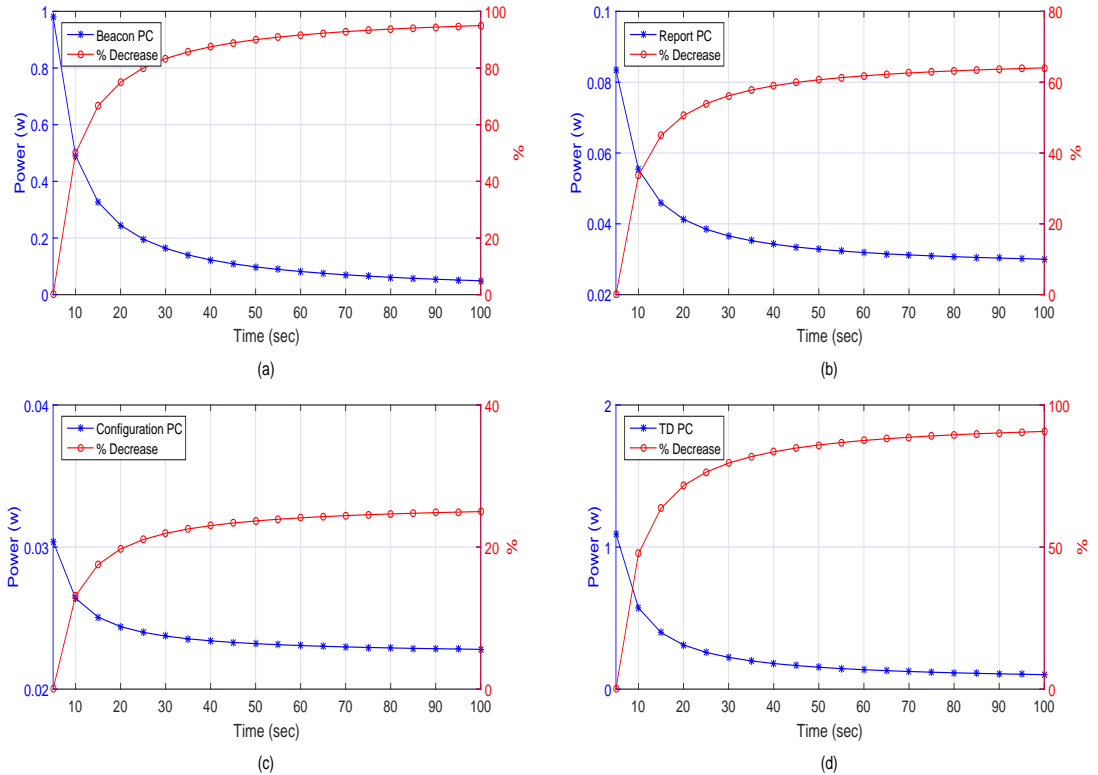 1
0.8
0.6
0.4
0.2
0
Power (w)
Beacon PC
% Decrease
100
80
60
40
20
0
%
10 20 30 40 50 60 70 80 90 100
Time (sec)
(a)
0.1
0.08
0.06
0.04
0.02
Power (w)
Report PC
% Decrease
80
60
40
20
0
%
10 20 30 40 50 60 70 80 90 100
Time (sec)
(b)
0.04
0.03
0.02
Power (w)
Configuration PC
% Decrease
40
20
0
%
10 20 30 40 50 60 70 80 90 100
Time (sec)
(c)
2
1
0
Power (w)
TD PC
% Decrease
100
50
0
%
10 20 30 40 50 60 70 80 90 100
Time (sec)
(d)